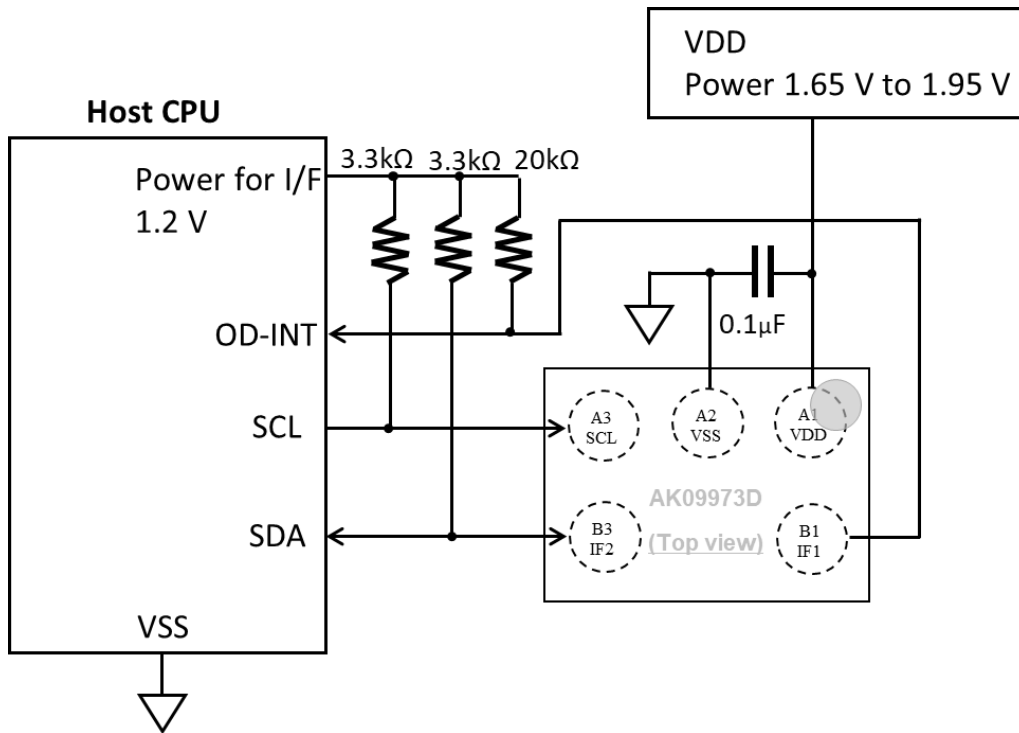 VDD
Power 1.65 V to 1.95 V
Host CPU
3.3kΩ
3.3kΩ
20kΩ
Power for I/F
1.2 V
OD-INT
0.1μF
SCL
A3
SCL
A2
VSS
A1
VDD
AK09973D
(Top view)
SDA
B3
IF2
B1
IF1
VSS